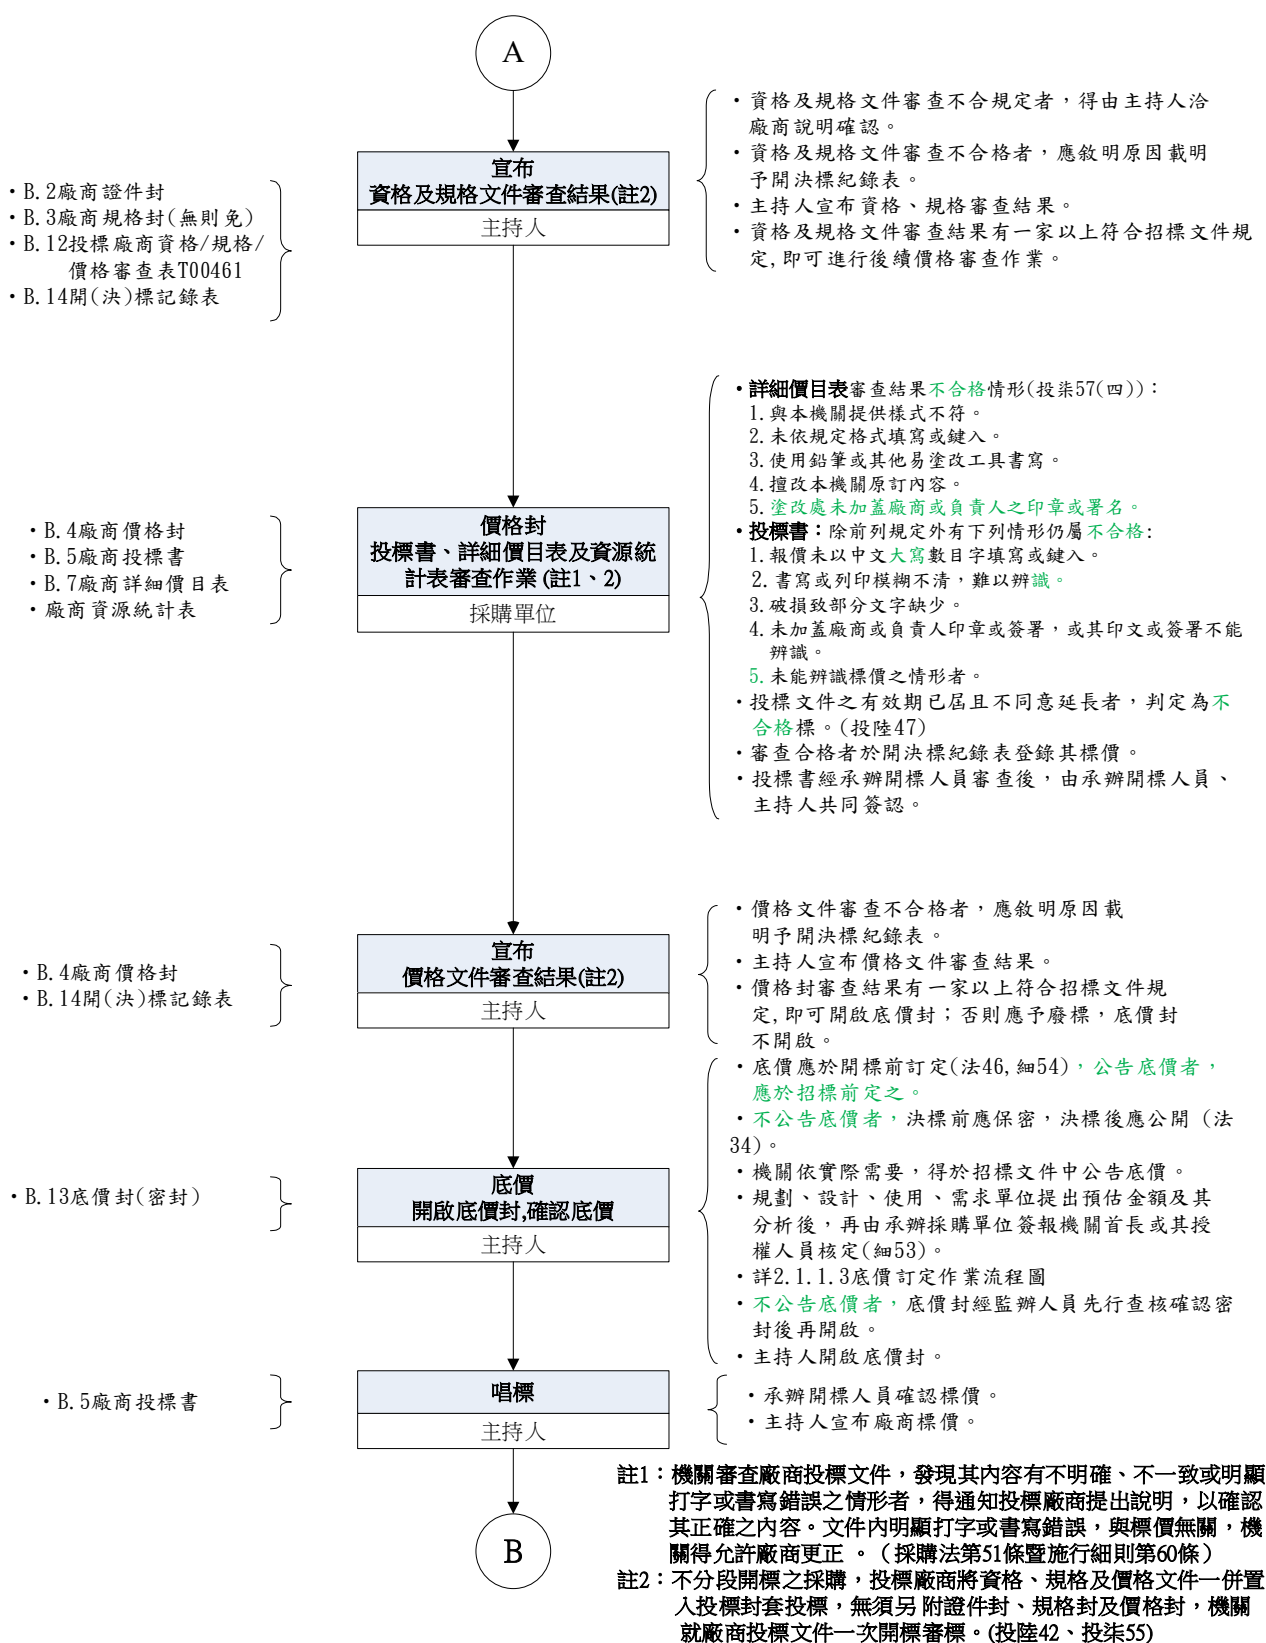 A
宣布
資格及規格文件審查結果(註2)
主持人
・B.2廠商證件封
・B.3廠商規格封(無則免)
・B.12投標廠商資格/規格/
價格審查表T00461
・B.14開(決)標記錄表
・資格及規格文件審查不合規定者，得由主持人洽
廠商說明確認。
・資格及規格文件審查不合格者，應敘明原因載明
予開決標紀錄表。
・主持人宣布資格、規格審查結果。
・資格及規格文件審查結果有一家以上符合招標文件規
定,即可進行後續價格審查作業。
價格封
投標書、詳細價目表及資源統
計表審查作業(註1、2)
採購單位
・B.4廠商價格封
・B.5廠商投標書
・B.7廠商詳細價目表
・廠商資源統計表
・詳細價目表審查結果不合格情形(投柒57(四))：
1.與本機關提供樣式不符。
2.未依規定格式填寫或鍵入。
3.使用鉛筆或其他易塗改工具書寫。
4.擅改本機關原訂內容。
5.塗改處未加蓋廠商或負責人之印章或署名。
・投標書：除前列規定外有下列情形仍屬不合格:
1.報價未以中文大寫數目字填寫或鍵入。
2.書寫或列印模糊不清，難以辨識。
3.破損致部分文字缺少。
4.未加蓋廠商或負責人印章或簽署，或其印文或簽署不能
辨識。
5.未能辨識標價之情形者。
・投標文件之有效期已屆且不同意延長者，判定為不
合格標。(投陸47)
・審查合格者於開決標紀錄表登錄其標價。
・投標書經承辦開標人員審查後，由承辦開標人員、
主持人共同簽認。
宣布
價格文件審查結果(註2)
主持人
・B.4廠商價格封
・B.14開(決)標記錄表
・價格文件審查不合格者，應敘明原因載
明予開決標紀錄表。
・主持人宣布價格文件審查結果。
・價格封審查結果有一家以上符合招標文件規
定,即可開啟底價封；否則應予廢標，底價封
不開啟。
底價
開啟底價封,確認底價
主持人
・B.13底價封(密封)
・底價應於開標前訂定(法46,細54)，公告底價者，
應於招標前定之。
・不公告底價者，決標前應保密，決標後應公開 (法
34)。
・機關依實際需要，得於招標文件中公告底價。
・規劃、設計、使用、需求單位提出預估金額及其
分析後，再由承辦採購單位簽報機關首長或其授
權人員核定(細53)。
・詳2.1.1.3底價訂定作業流程圖
・不公告底價者，底價封經監辦人員先行查核確認密
封後再開啟。
・主持人開啟底價封。
唱標
主持人
・B.5廠商投標書
・承辦開標人員確認標價。
・主持人宣布廠商標價。
B
註1：機關審查廠商投標文件，發現其內容有不明確、不一致或明顯
打字或書寫錯誤之情形者，得通知投標廠商提出說明，以確認
其正確之內容。文件內明顯打字或書寫錯誤，與標價無關，機
關得允許廠商更正 。（採購法第51條暨施行細則第60條）
註2：不分段開標之採購，投標廠商將資格、規格及價格文件一併置
入投標封套投標，無須另附證件封、規格封及價格封，機關
就廠商投標文件一次開標審標。(投陸42、投柒55)